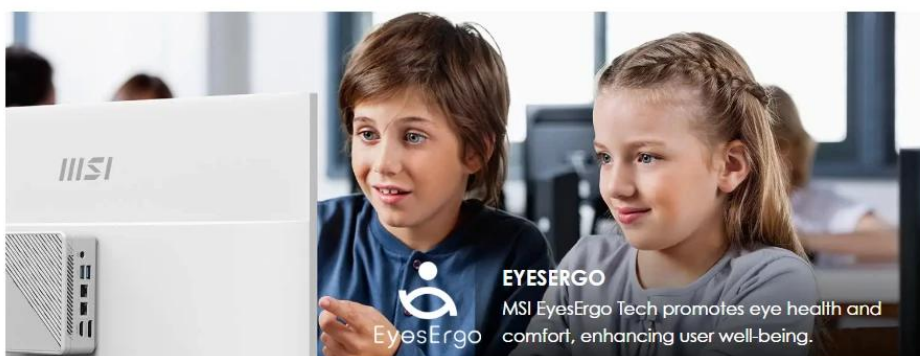 msi
EYESERGO
MSI EyesErgo Tech promotes eye health and
EyesErgo
comfort, enhancing user well-being.